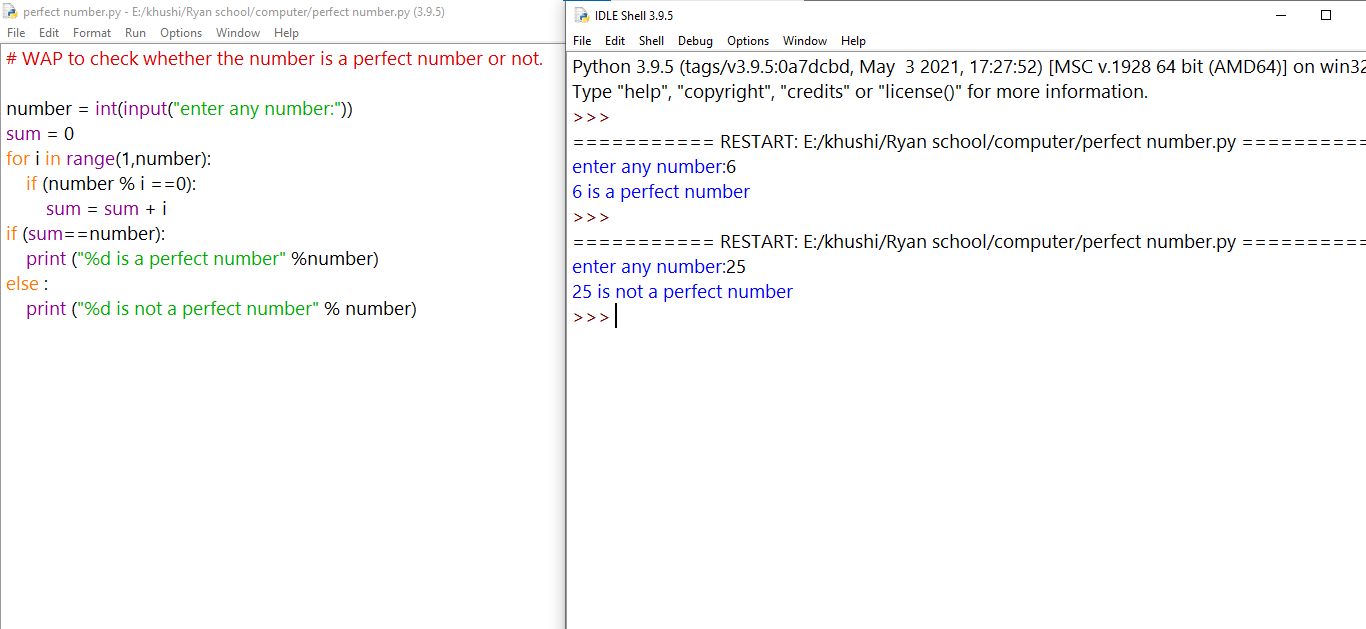 perfect number.py - E:/khushi/Ryan school/computer/perfect number.py (3.9.5)
File Edit Format Run Options Window Help
# WAP to check whether the number is a perfect number or not.
number = int(input("enter any number:"))
sum = 0
for i in range(1,number):
    if (number % i ==0):
        sum = sum + i
if (sum==number):
    print ("%d is a perfect number" %number)
else :
    print ("%d is not a perfect number" % number)
IDLE Shell 3.9.5
File Edit Shell Debug Options Window Help
Python 3.9.5 (tags/v3.9.5:0a7dcbd, May  3 2021, 17:27:52) [MSC v.1928 64 bit (AMD64)] on win32
Type "help", "copyright", "credits" or "license()" for more information.
>>>
=========== RESTART: E:/khushi/Ryan school/computer/perfect number.py ==========
enter any number:6
6 is a perfect number
>>>
=========== RESTART: E:/khushi/Ryan school/computer/perfect number.py ==========
enter any number:25
25 is not a perfect number
>>>